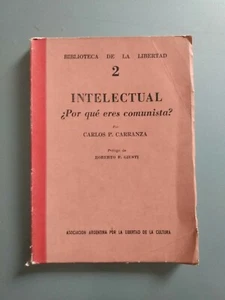 BIBLIOTECA DE LA LIBERTAD
2
INTELECTUAL
¿Por qué eres comunista?
Por
CARLOS P. CARRANZA
Prólogo de
ROBERTO F. GIUSTI
ASOCIACION ARGENTINA POR LA LIBERTAD DE LA CULTURA